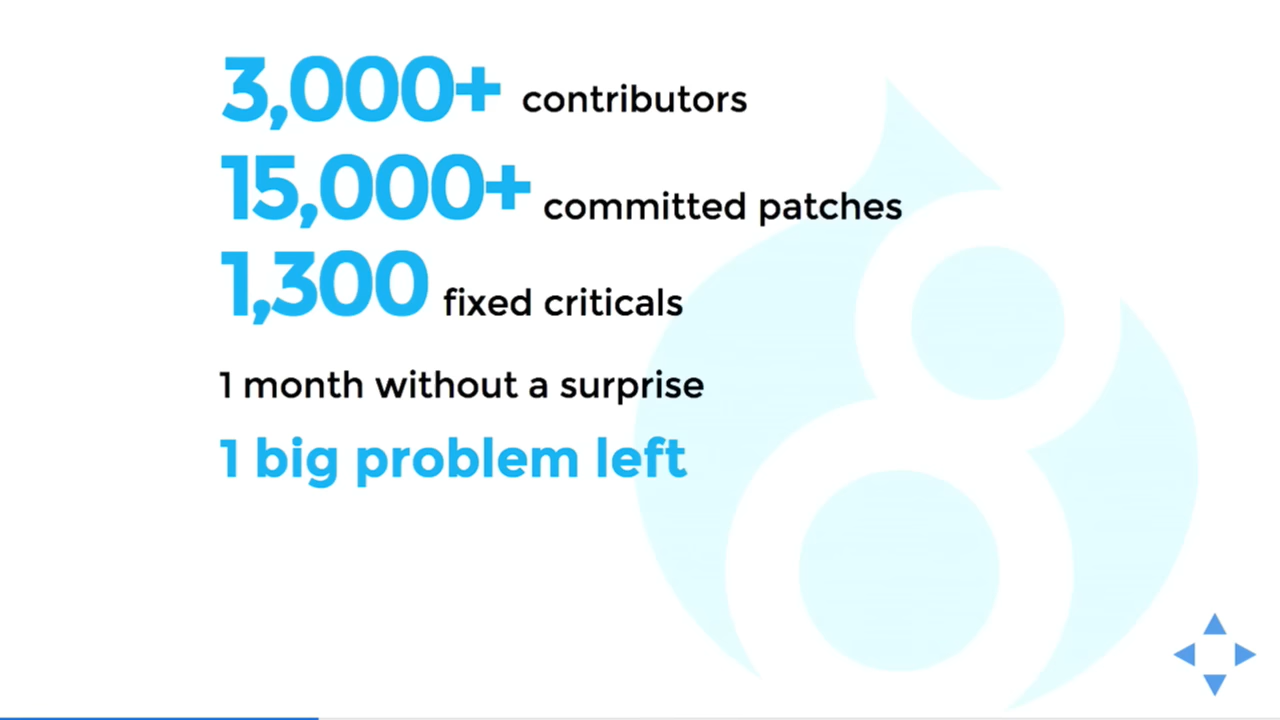 3,000+ contributors
15,000+ committed patches
1,300 fixed criticals
1 month without a surprise
1 big problem left
8